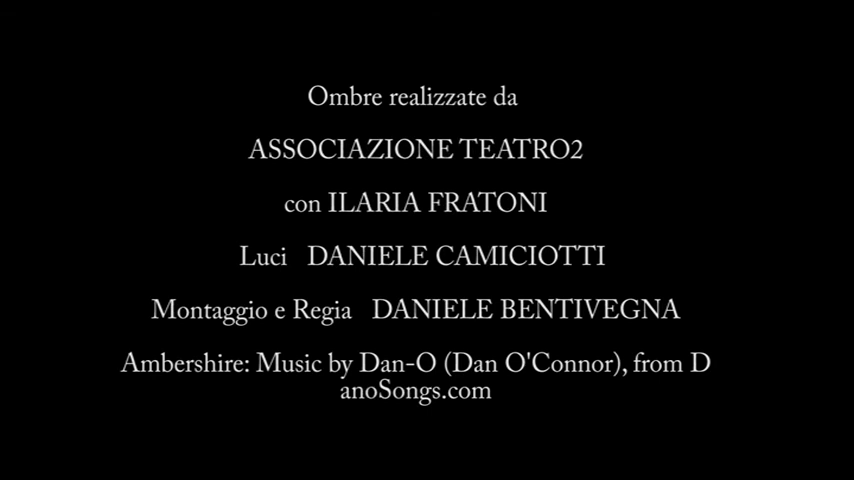 Ombre realizzate da
ASSOCIAZIONE TEATRO2
con ILARIA FRATONI
Luci DANIELE CAMICIOTTI
Montaggio e Regia DANIELE BENTIVEGNA
Ambershire: Music by Dan-O (Dan O'Connor), from D
anoSongs.com